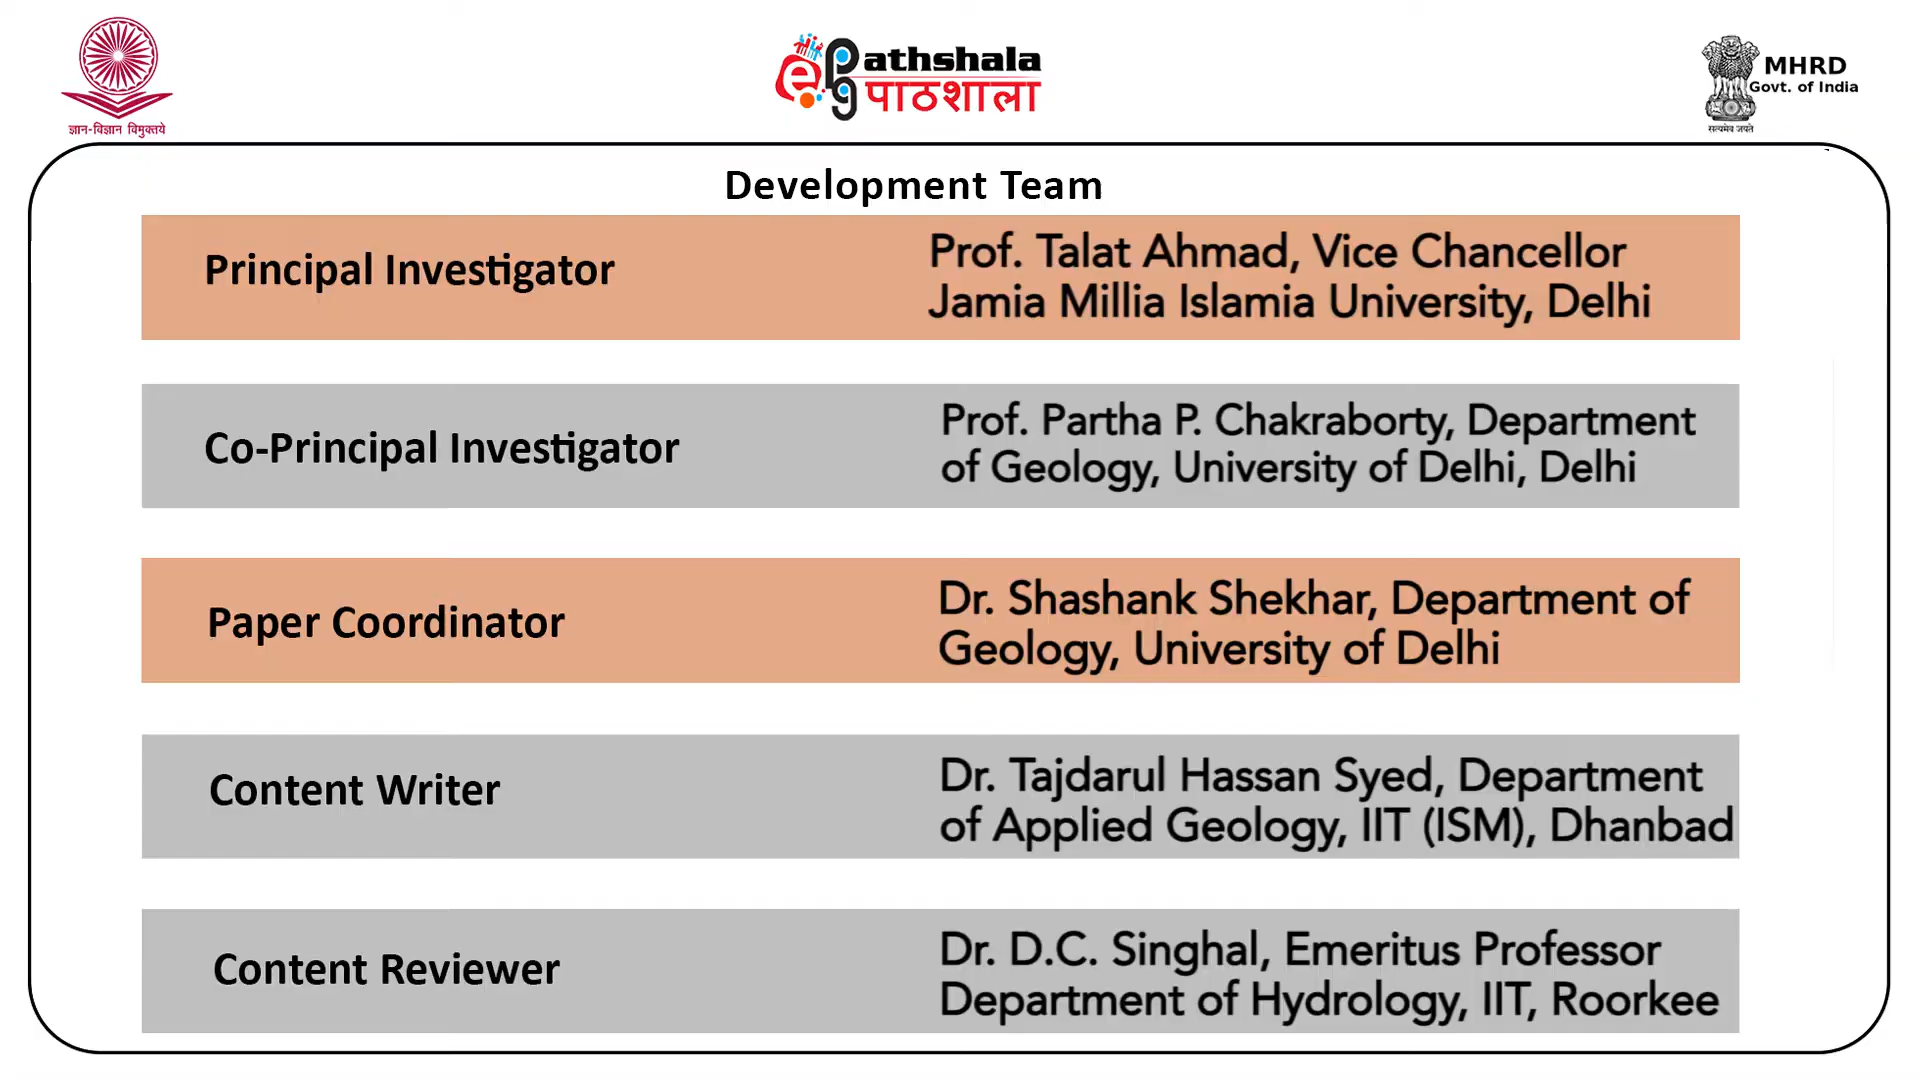 ज्ञान-विज्ञान विमुक्तये
e PG Pathshala
पाठशाला
MHRD
Govt. of India
सत्यमेव जयते
Development Team
Principal Investigator
Prof. Talat Ahmad, Vice Chancellor
Jamia Millia Islamia University, Delhi
Co-Principal Investigator
Prof. Partha P. Chakraborty, Department
of Geology, University of Delhi, Delhi
Paper Coordinator
Dr. Shashank Shekhar, Department of
Geology, University of Delhi
Content Writer
Dr. Tajdarul Hassan Syed, Department
of Applied Geology, IIT (ISM), Dhanbad
Content Reviewer
Dr. D.C. Singhal, Emeritus Professor
Department of Hydrology, IIT, Roorkee